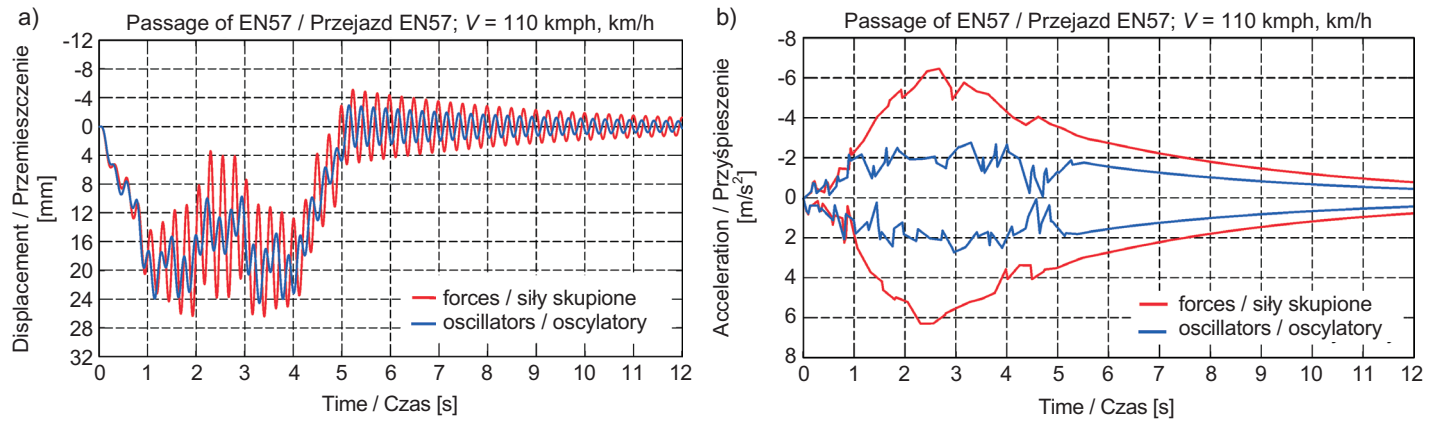 a)
Passage of EN57 / Przejazd EN57; V = 110 kmph, km/h
Displacement / Przemieszczenie
[mm]
-12
-8
-4
0
4
8
12
16
20
24
28
32
forces / siły skupione
oscillators / oscylatory
0 1 2 3 4 5 6 7 8 9 10 11 12
Time / Czas [s]
b)
Passage of EN57 / Przejazd EN57; V = 110 kmph, km/h
Acceleration / Przyśpieszenie
[m/s²]
-8
-6
-4
-2
0
2
4
6
8
forces / siły skupione
oscillators / oscylatory
0 1 2 3 4 5 6 7 8 9 10 11 12
Time / Czas [s]